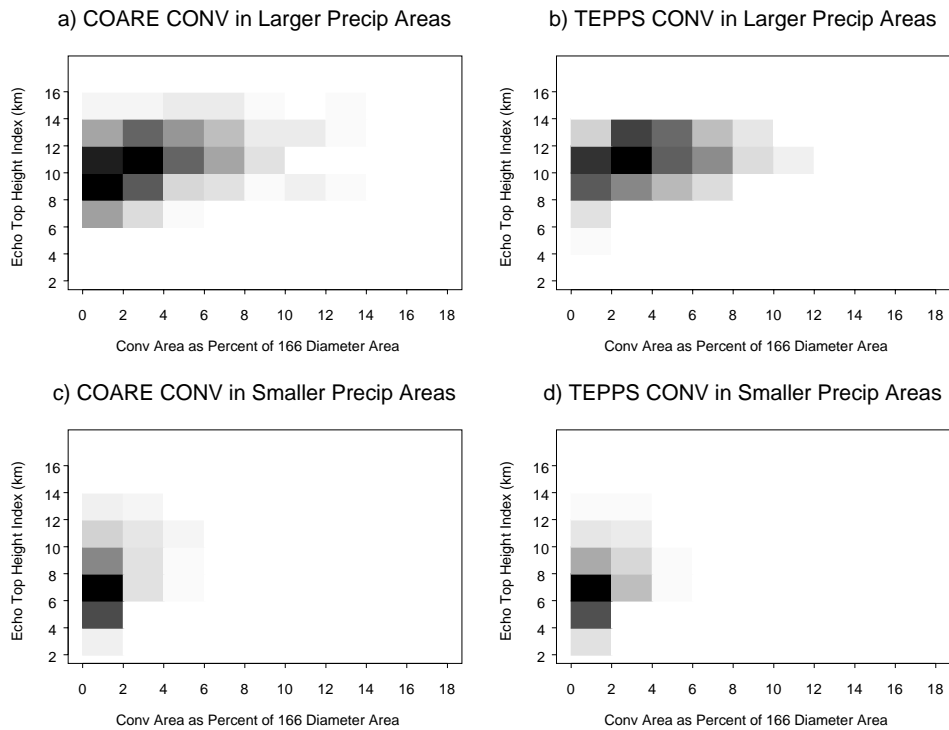 a) COARE CONV in Larger Precip Areas
Echo Top Height Index (km)
16
14
12
10
8
6
4
2
0 2 4 6 8 10 12 14 16 18
Conv Area as Percent of 166 Diameter Area
b) TEPPS CONV in Larger Precip Areas
Echo Top Height Index (km)
16
14
12
10
8
6
4
2
0 2 4 6 8 10 12 14 16 18
Conv Area as Percent of 166 Diameter Area
c) COARE CONV in Smaller Precip Areas
Echo Top Height Index (km)
16
14
12
10
8
6
4
2
0 2 4 6 8 10 12 14 16 18
Conv Area as Percent of 166 Diameter Area
d) TEPPS CONV in Smaller Precip Areas
Echo Top Height Index (km)
16
14
12
10
8
6
4
2
0 2 4 6 8 10 12 14 16 18
Conv Area as Percent of 166 Diameter Area